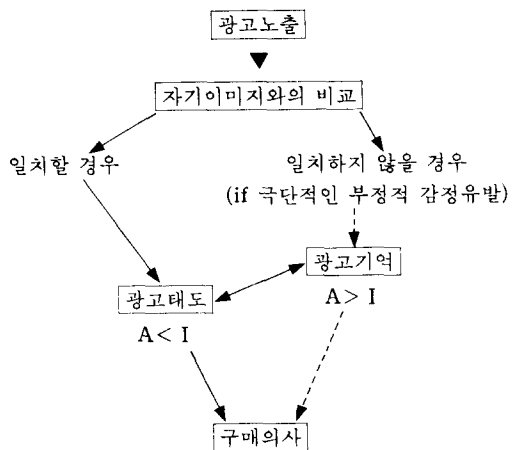 광고노출
자기이미지와의 비교
일치할 경우
일치하지 않을 경우
(if 극단적인 부정적 감정유발)
광고기억
A > I
광고태도
A < I
구매의사